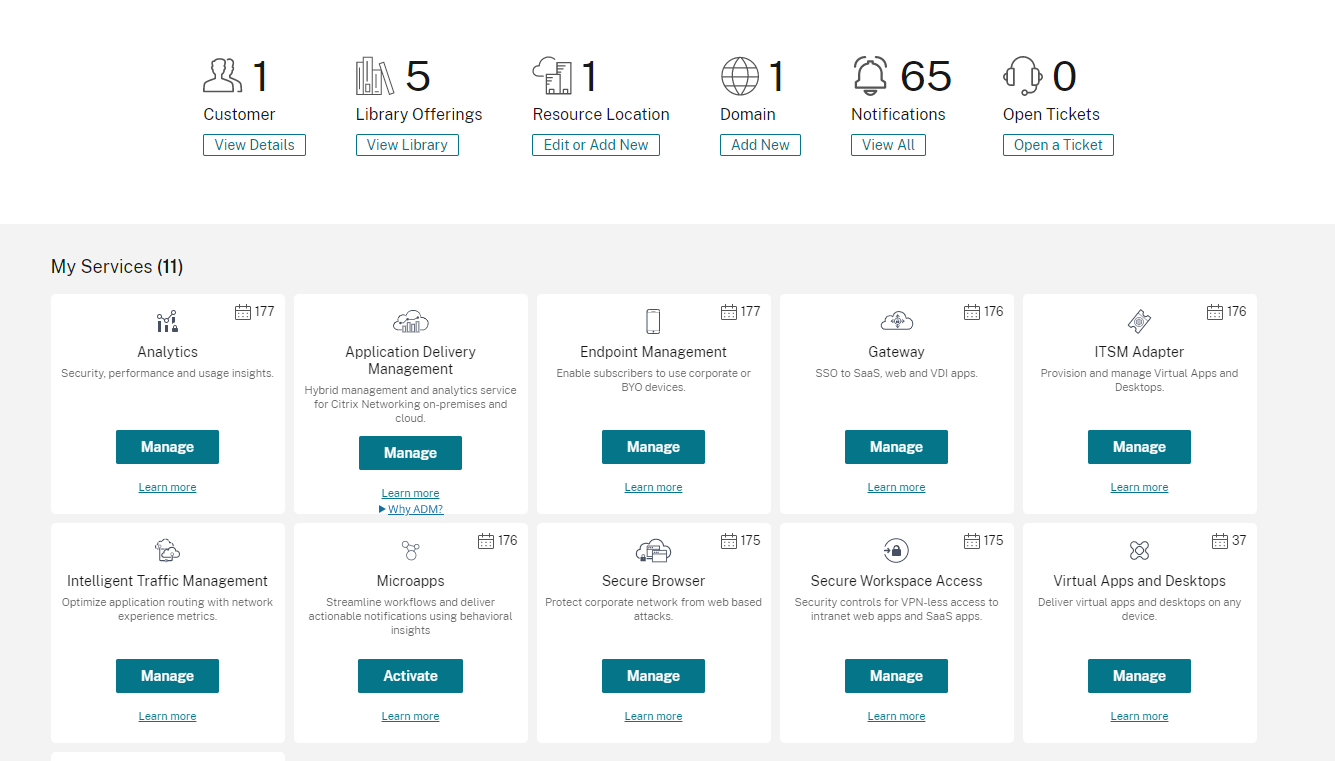 1
5
1
1
65
0
Customer
Library Offerings
Resource Location
Domain
Notifications
Open Tickets
View Details
View Library
Edit or Add New
Add New
View All
Open a Ticket
My Services (11)
177
Analytics
Security, performance and usage insights.
Manage
Learn more
Application Delivery
Management
Hybrid management and analytics service
for Citrix Networking on-premises and
cloud.
Manage
Learn more
Why ADM?
177
Endpoint Management
Enable subscribers to use corporate or
BYO devices.
Manage
Learn more
176
Gateway
SSO to SaaS, web and VDI apps.
Manage
Learn more
176
ITSM Adapter
Provision and manage Virtual Apps and
Desktops.
Manage
Learn more
Intelligent Traffic Management
Optimize application routing with network
experience metrics.
Manage
Learn more
176
Microapps
Streamline workflows and deliver
actionable notifications using behavioral
insights
Activate
Learn more
175
Secure Browser
Protect corporate network from web based
attacks.
Manage
Learn more
175
Secure Workspace Access
Security controls for VPN-less access to
intranet web apps and SaaS apps.
Manage
Learn more
37
Virtual Apps and Desktops
Deliver virtual apps and desktops on any
device.
Manage
Learn more